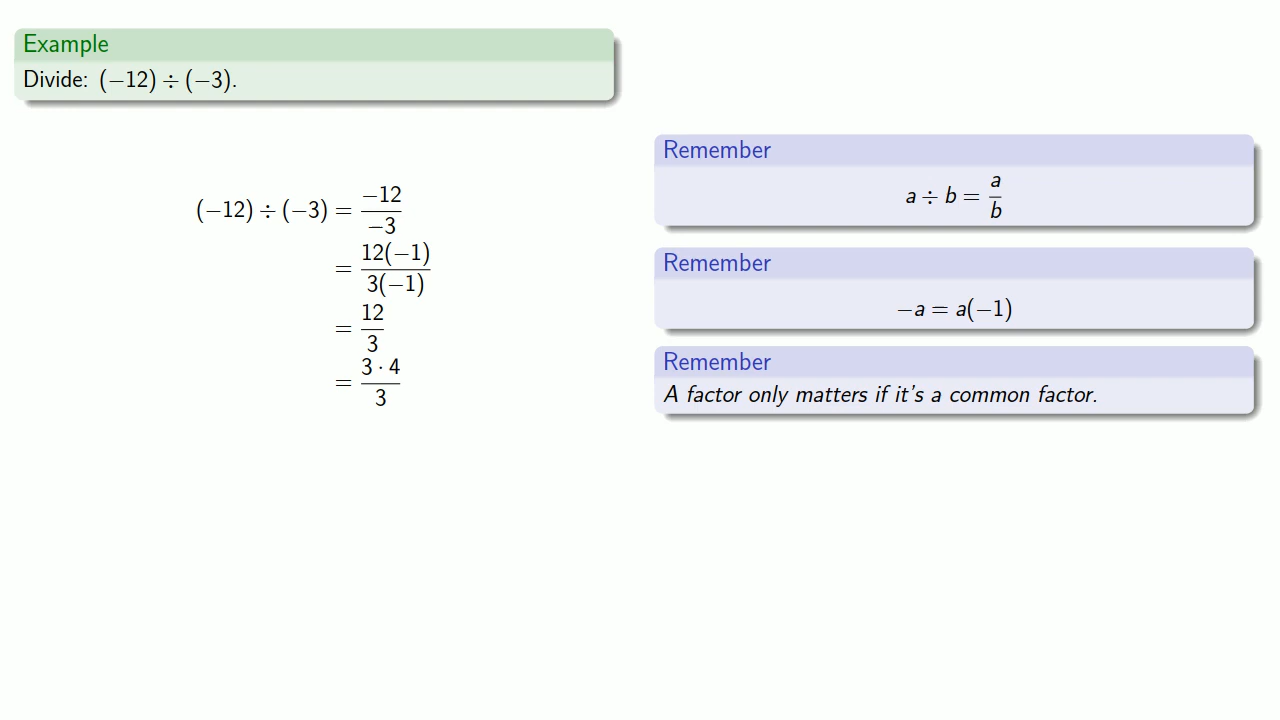 Example
Divide: (−12) ÷ (−3).
(−12) ÷ (−3) = −12/−3
= 12(−1)/3(−1)
= 12/3
= 3 · 4/3
Remember
a ÷ b = a/b
Remember
−a = a(−1)
Remember
A factor only matters if it's a common factor.